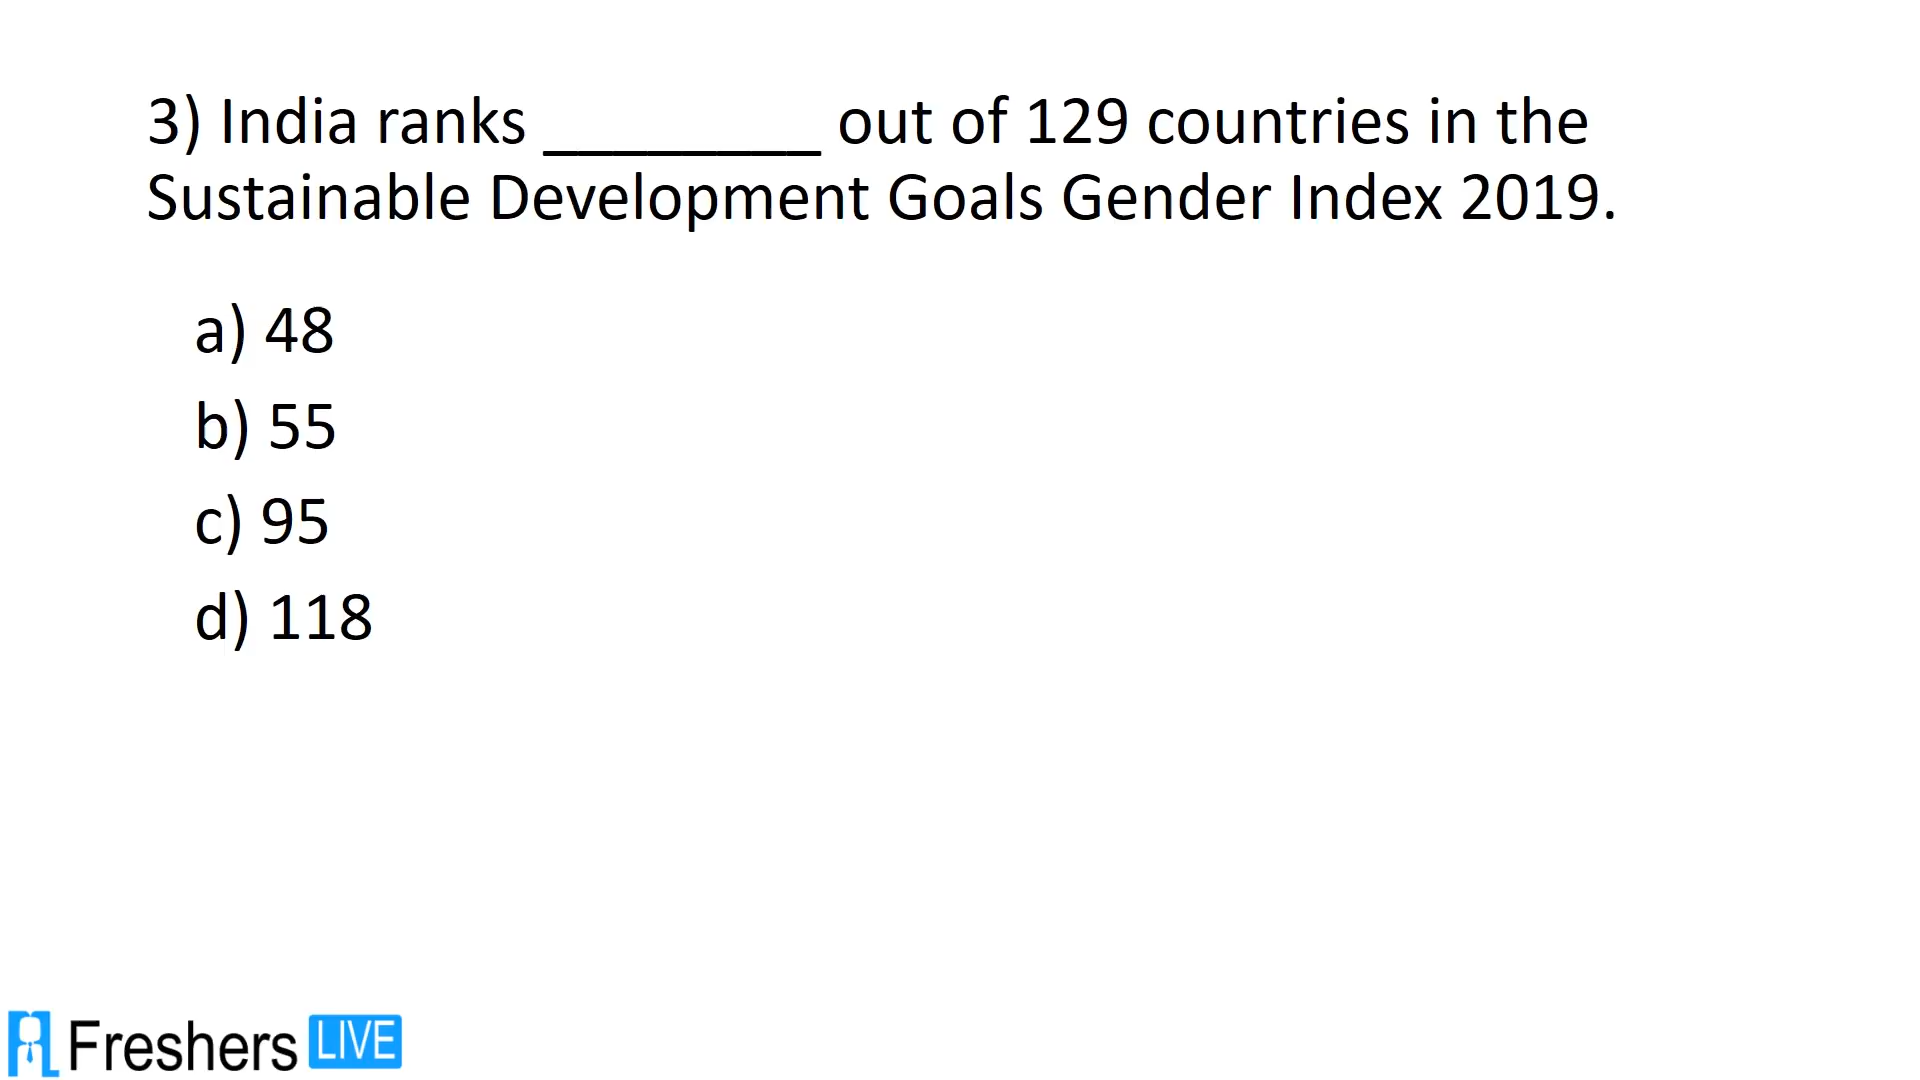 3) India ranks ________ out of 129 countries in the
Sustainable Development Goals Gender Index 2019.
a) 48
b) 55
c) 95
d) 118
Freshers LIVE